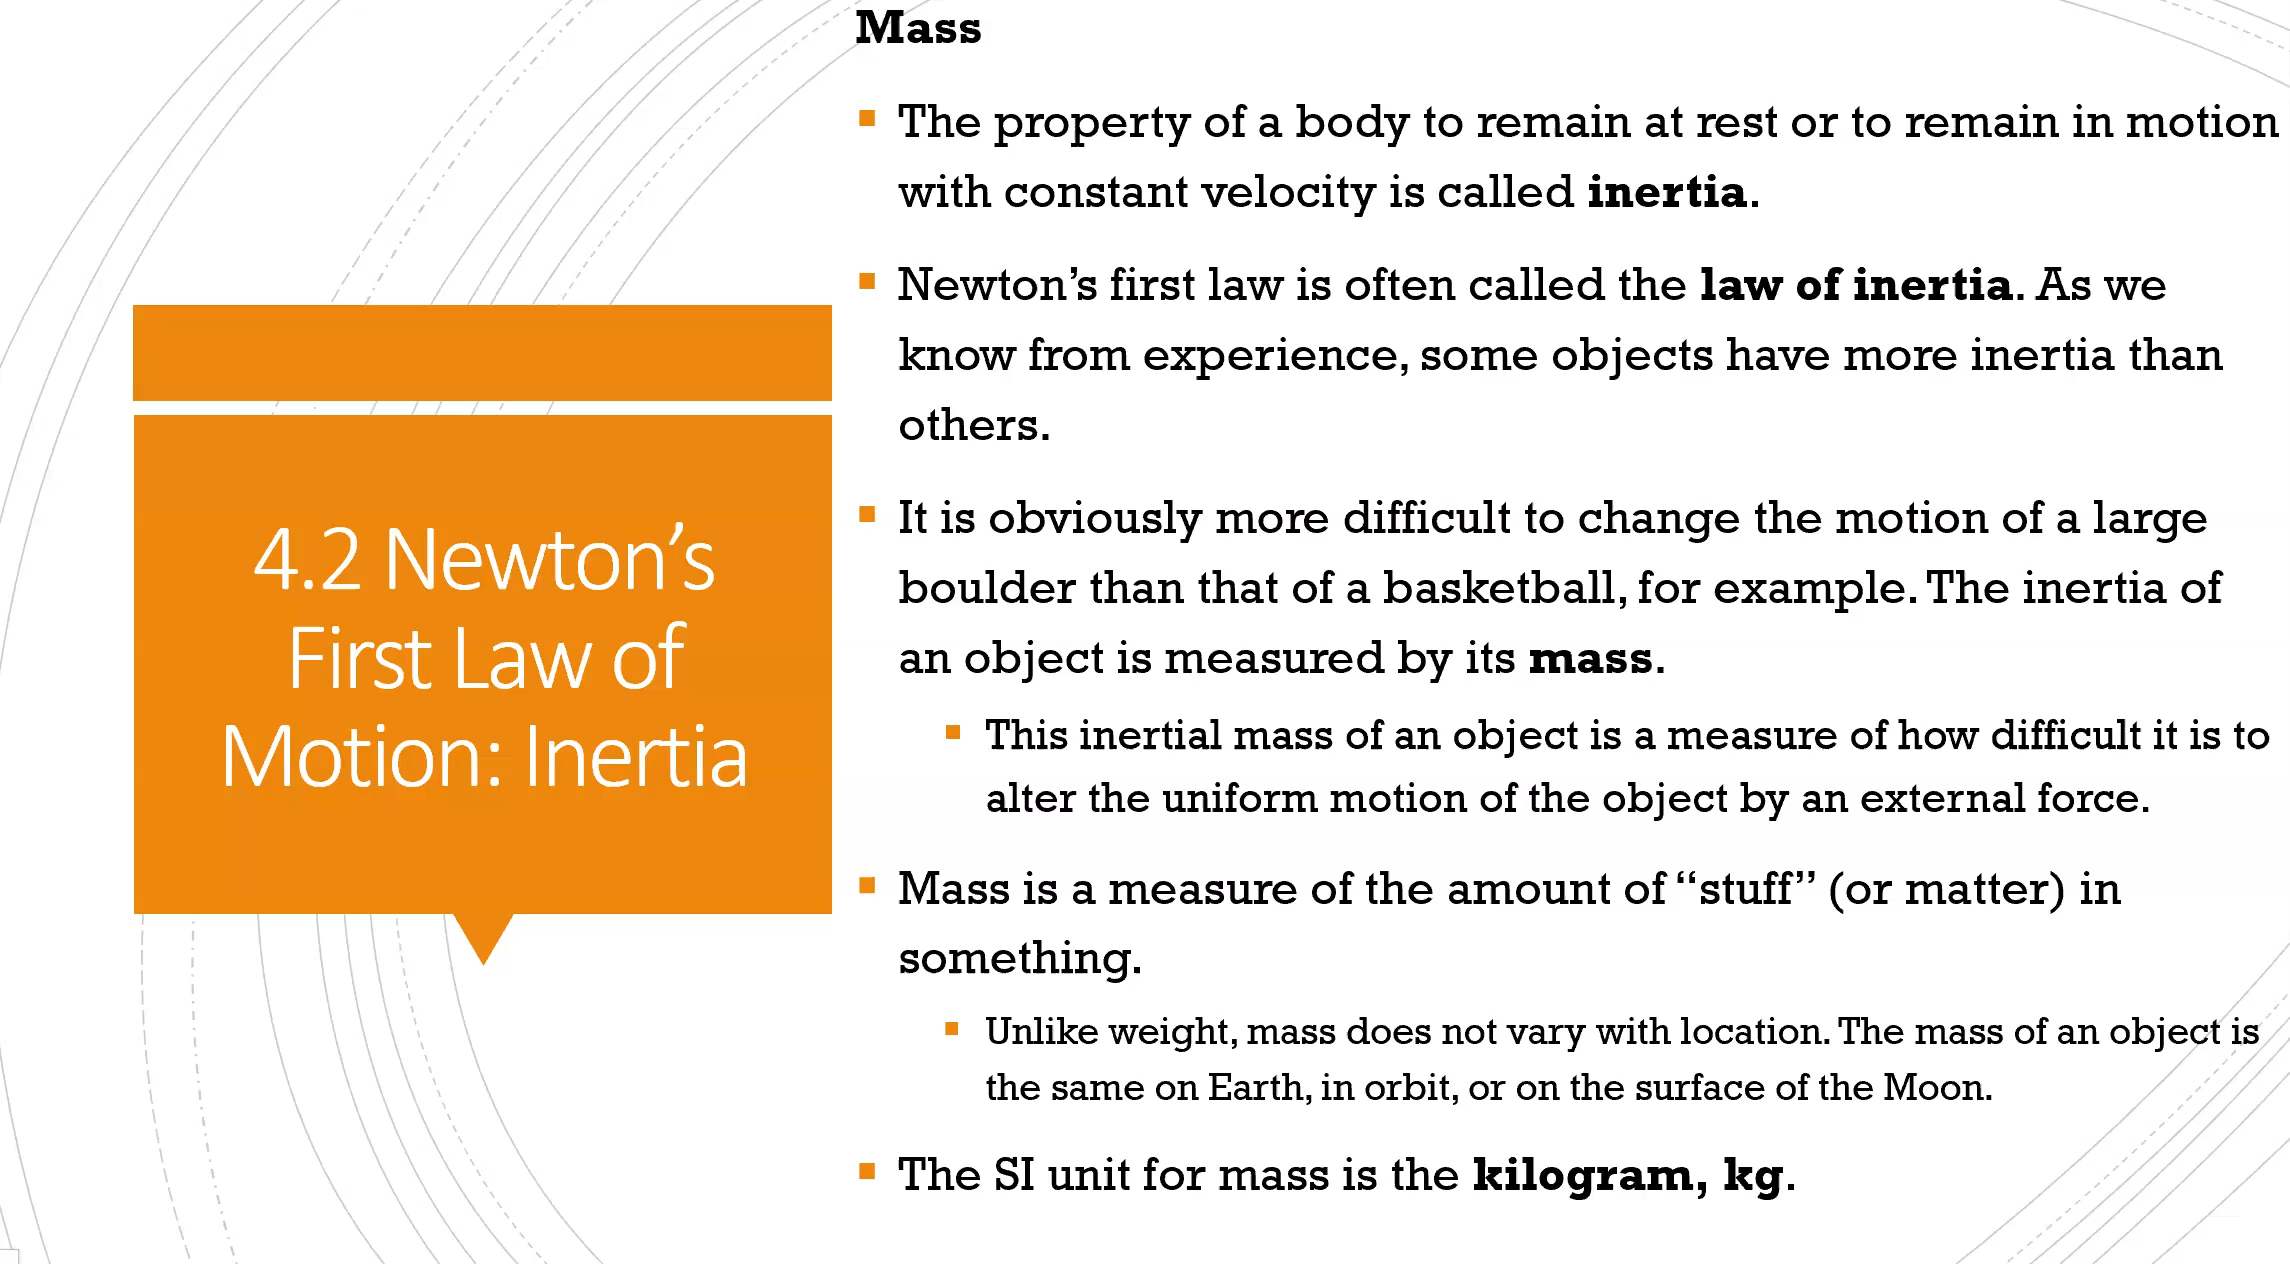 Mass
The property of a body to remain at rest or to remain in motion
with constant velocity is called inertia.
Newton’s first law is often called the law of inertia. As we
know from experience, some objects have more inertia than
others.
It is obviously more difficult to change the motion of a large
boulder than that of a basketball, for example. The inertia of
an object is measured by its mass.
This inertial mass of an object is a measure of how difficult it is to
alter the uniform motion of the object by an external force.
Mass is a measure of the amount of “stuff” (or matter) in
something.
Unlike weight, mass does not vary with location. The mass of an object is
the same on Earth, in orbit, or on the surface of the Moon.
The SI unit for mass is the kilogram, kg.
4.2 Newton’s
First Law of
Motion: Inertia